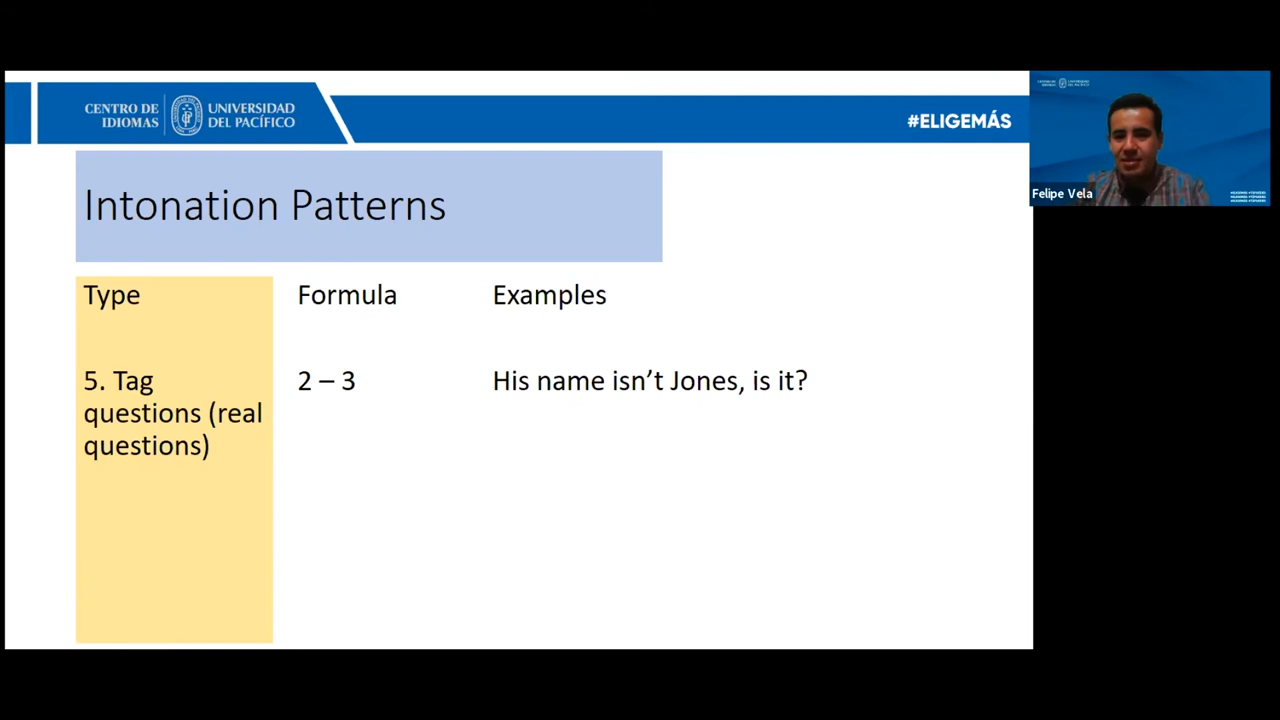 CENTRO DE
IDIOMAS
UNIVERSIDAD
DEL PACÍFICO
#ELIGEMÁS
Felipe Vela
Intonation Patterns
Type
Formula
Examples
5. Tag
questions (real
questions)
2 – 3
His name isn’t Jones, is it?